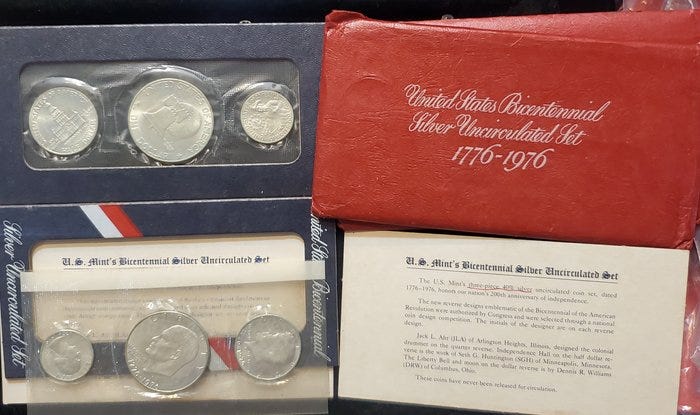 United States Bicentennial
Silver Uncirculated Set
1776-1976
U.S. Mint's Bicentennial Silver Uncirculated Set
Silver Uncirculated Set
U.S. Mint's Bicentennial Silver Uncirculated Set
The U.S. Mint's three-piece 40% silver uncirculated coin set, dated
1776-1976, honors our nation's 200th anniversary of independence.
The new reverse designs emblematic of the Bicentennial of the American
Revolution were authorized by Congress and were selected through a national
coin design competition. The initials of the designer are on each reverse
design.
Jack L. Ahr (JLA) of Arlington Heights, Illinois, designed the colonial
drummer on the quarter reverse. Independence Hall on the half dollar re-
verse is the work of Seth G. Huntington (SGH) of Minneapolis, Minnesota.
The Liberty Bell and moon on the dollar reverse is by Dennis R. Williams
(DRW) of Columbus, Ohio.
These coins have never been released for circulation.